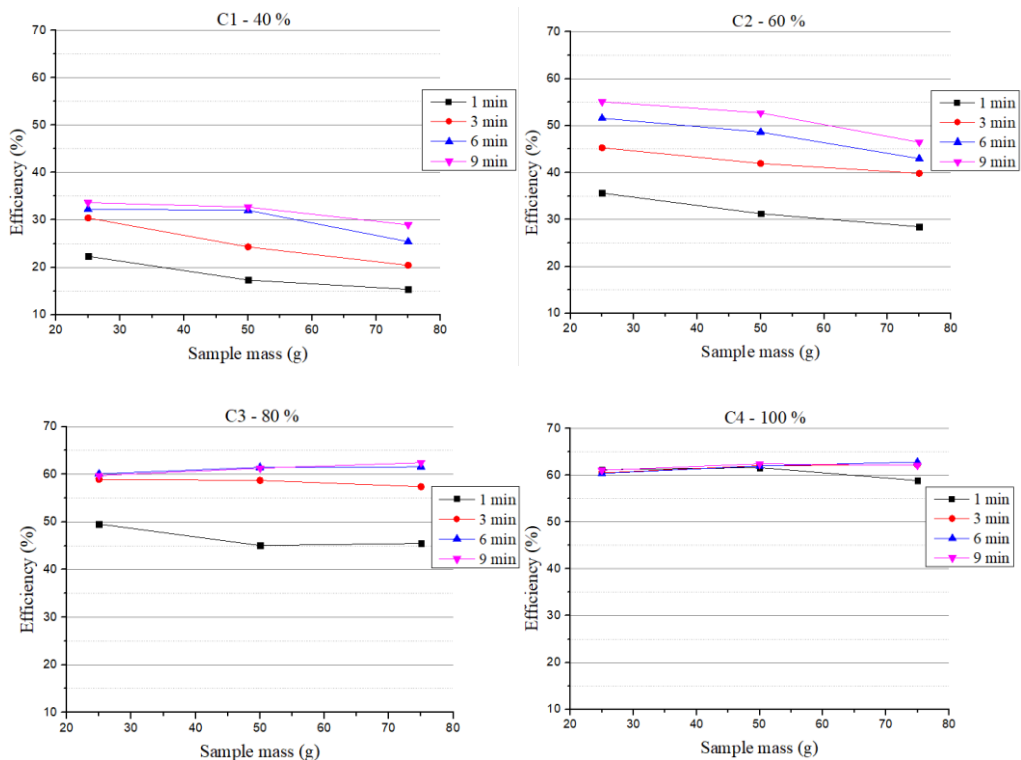 C1 - 40 %
70
60
50
40
30
20
10
Efficiency (%)
1 min
3 min
6 min
9 min
20 30 40 50 60 70 80
Sample mass (g)
C2 - 60 %
70
60
50
40
30
20
10
Efficiency (%)
1 min
3 min
6 min
9 min
20 30 40 50 60 70 80
Sample mass (g)
C3 - 80 %
70
60
50
40
30
20
10
Efficiency (%)
1 min
3 min
6 min
9 min
20 30 40 50 60 70 80
Sample mass (g)
C4 - 100 %
70
60
50
40
30
20
10
Efficiency (%)
1 min
3 min
6 min
9 min
20 30 40 50 60 70 80
Sample mass (g)